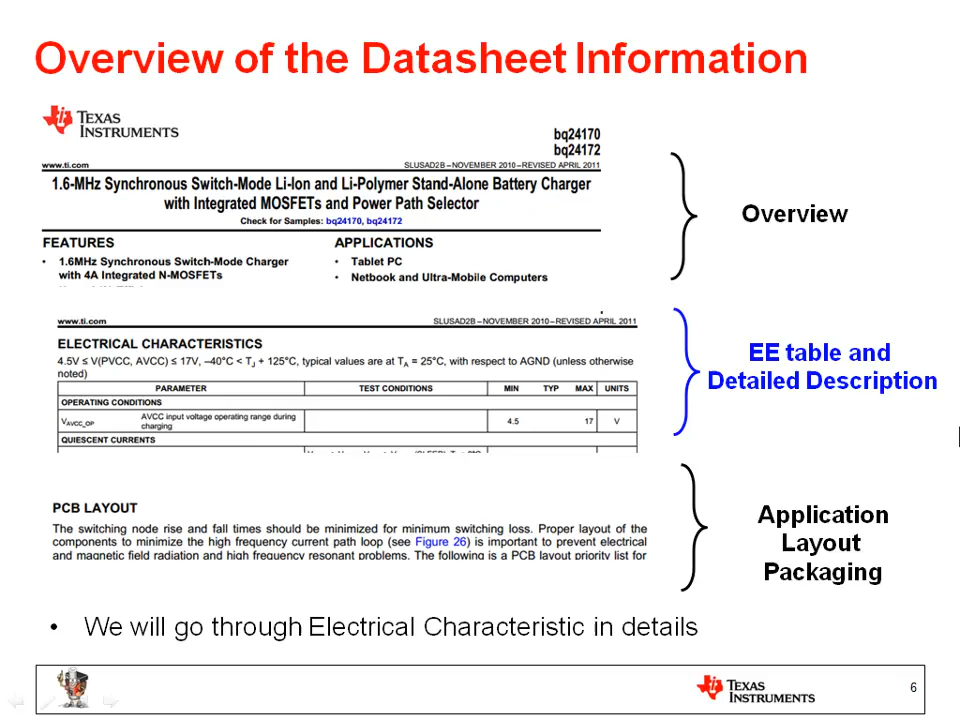 Overview of the Datasheet Information
TEXAS
INSTRUMENTS
bq24170
bq24172
www.ti.com
SLUSAD2B – NOVEMBER 2010 – REVISED APRIL 2011
1.6-MHz Synchronous Switch-Mode Li-Ion and Li-Polymer Stand-Alone Battery Charger
with Integrated MOSFETs and Power Path Selector
Check for Samples: bq24170, bq24172
FEATURES
• 1.6MHz Synchronous Switch-Mode Charger
with 4A Integrated N-MOSFETs
APPLICATIONS
• Tablet PC
• Netbook and Ultra-Mobile Computers
Overview
www.ti.com
SLUSAD2B – NOVEMBER 2010 – REVISED APRIL 2011
ELECTRICAL CHARACTERISTICS
4.5V ≤ V(PVCC, AVCC) ≤ 17V, –40°C < TJ + 125°C, typical values are at TA = 25°C, with respect to AGND (unless otherwise
noted)
PARAMETER TEST CONDITIONS MIN TYP MAX UNITS
OPERATING CONDITIONS
VAVCC_OP AVCC input voltage operating range during
charging 4.5 17 V
QUIESCENT CURRENTS
EE table and
Detailed Description
PCB LAYOUT
The switching node rise and fall times should be minimized for minimum switching loss. Proper layout of the
components to minimize the high frequency current path loop (see Figure 26) is important to prevent electrical
and magnetic field radiation and high frequency resonant problems. The following is a PCB layout priority list for
Application
Layout
Packaging
• We will go through Electrical Characteristic in details
TEXAS
INSTRUMENTS
6